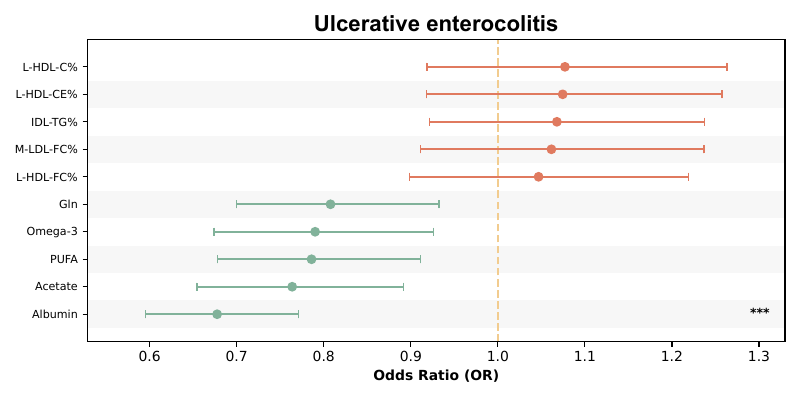 Ulcerative enterocolitis
L-HDL-C%
L-HDL-CE%
IDL-TG%
M-LDL-FC%
L-HDL-FC%
Gln
Omega-3
PUFA
Acetate
Albumin ***
0.6 0.7 0.8 0.9 1.0 1.1 1.2 1.3
Odds Ratio (OR)